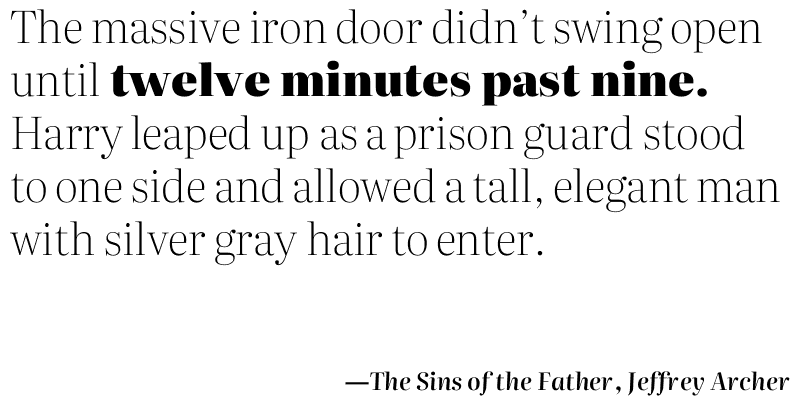 The massive iron door didn’t swing open
until twelve minutes past nine.
Harry leaped up as a prison guard stood
to one side and allowed a tall, elegant man
with silver gray hair to enter.
—The Sins of the Father, Jeffrey Archer